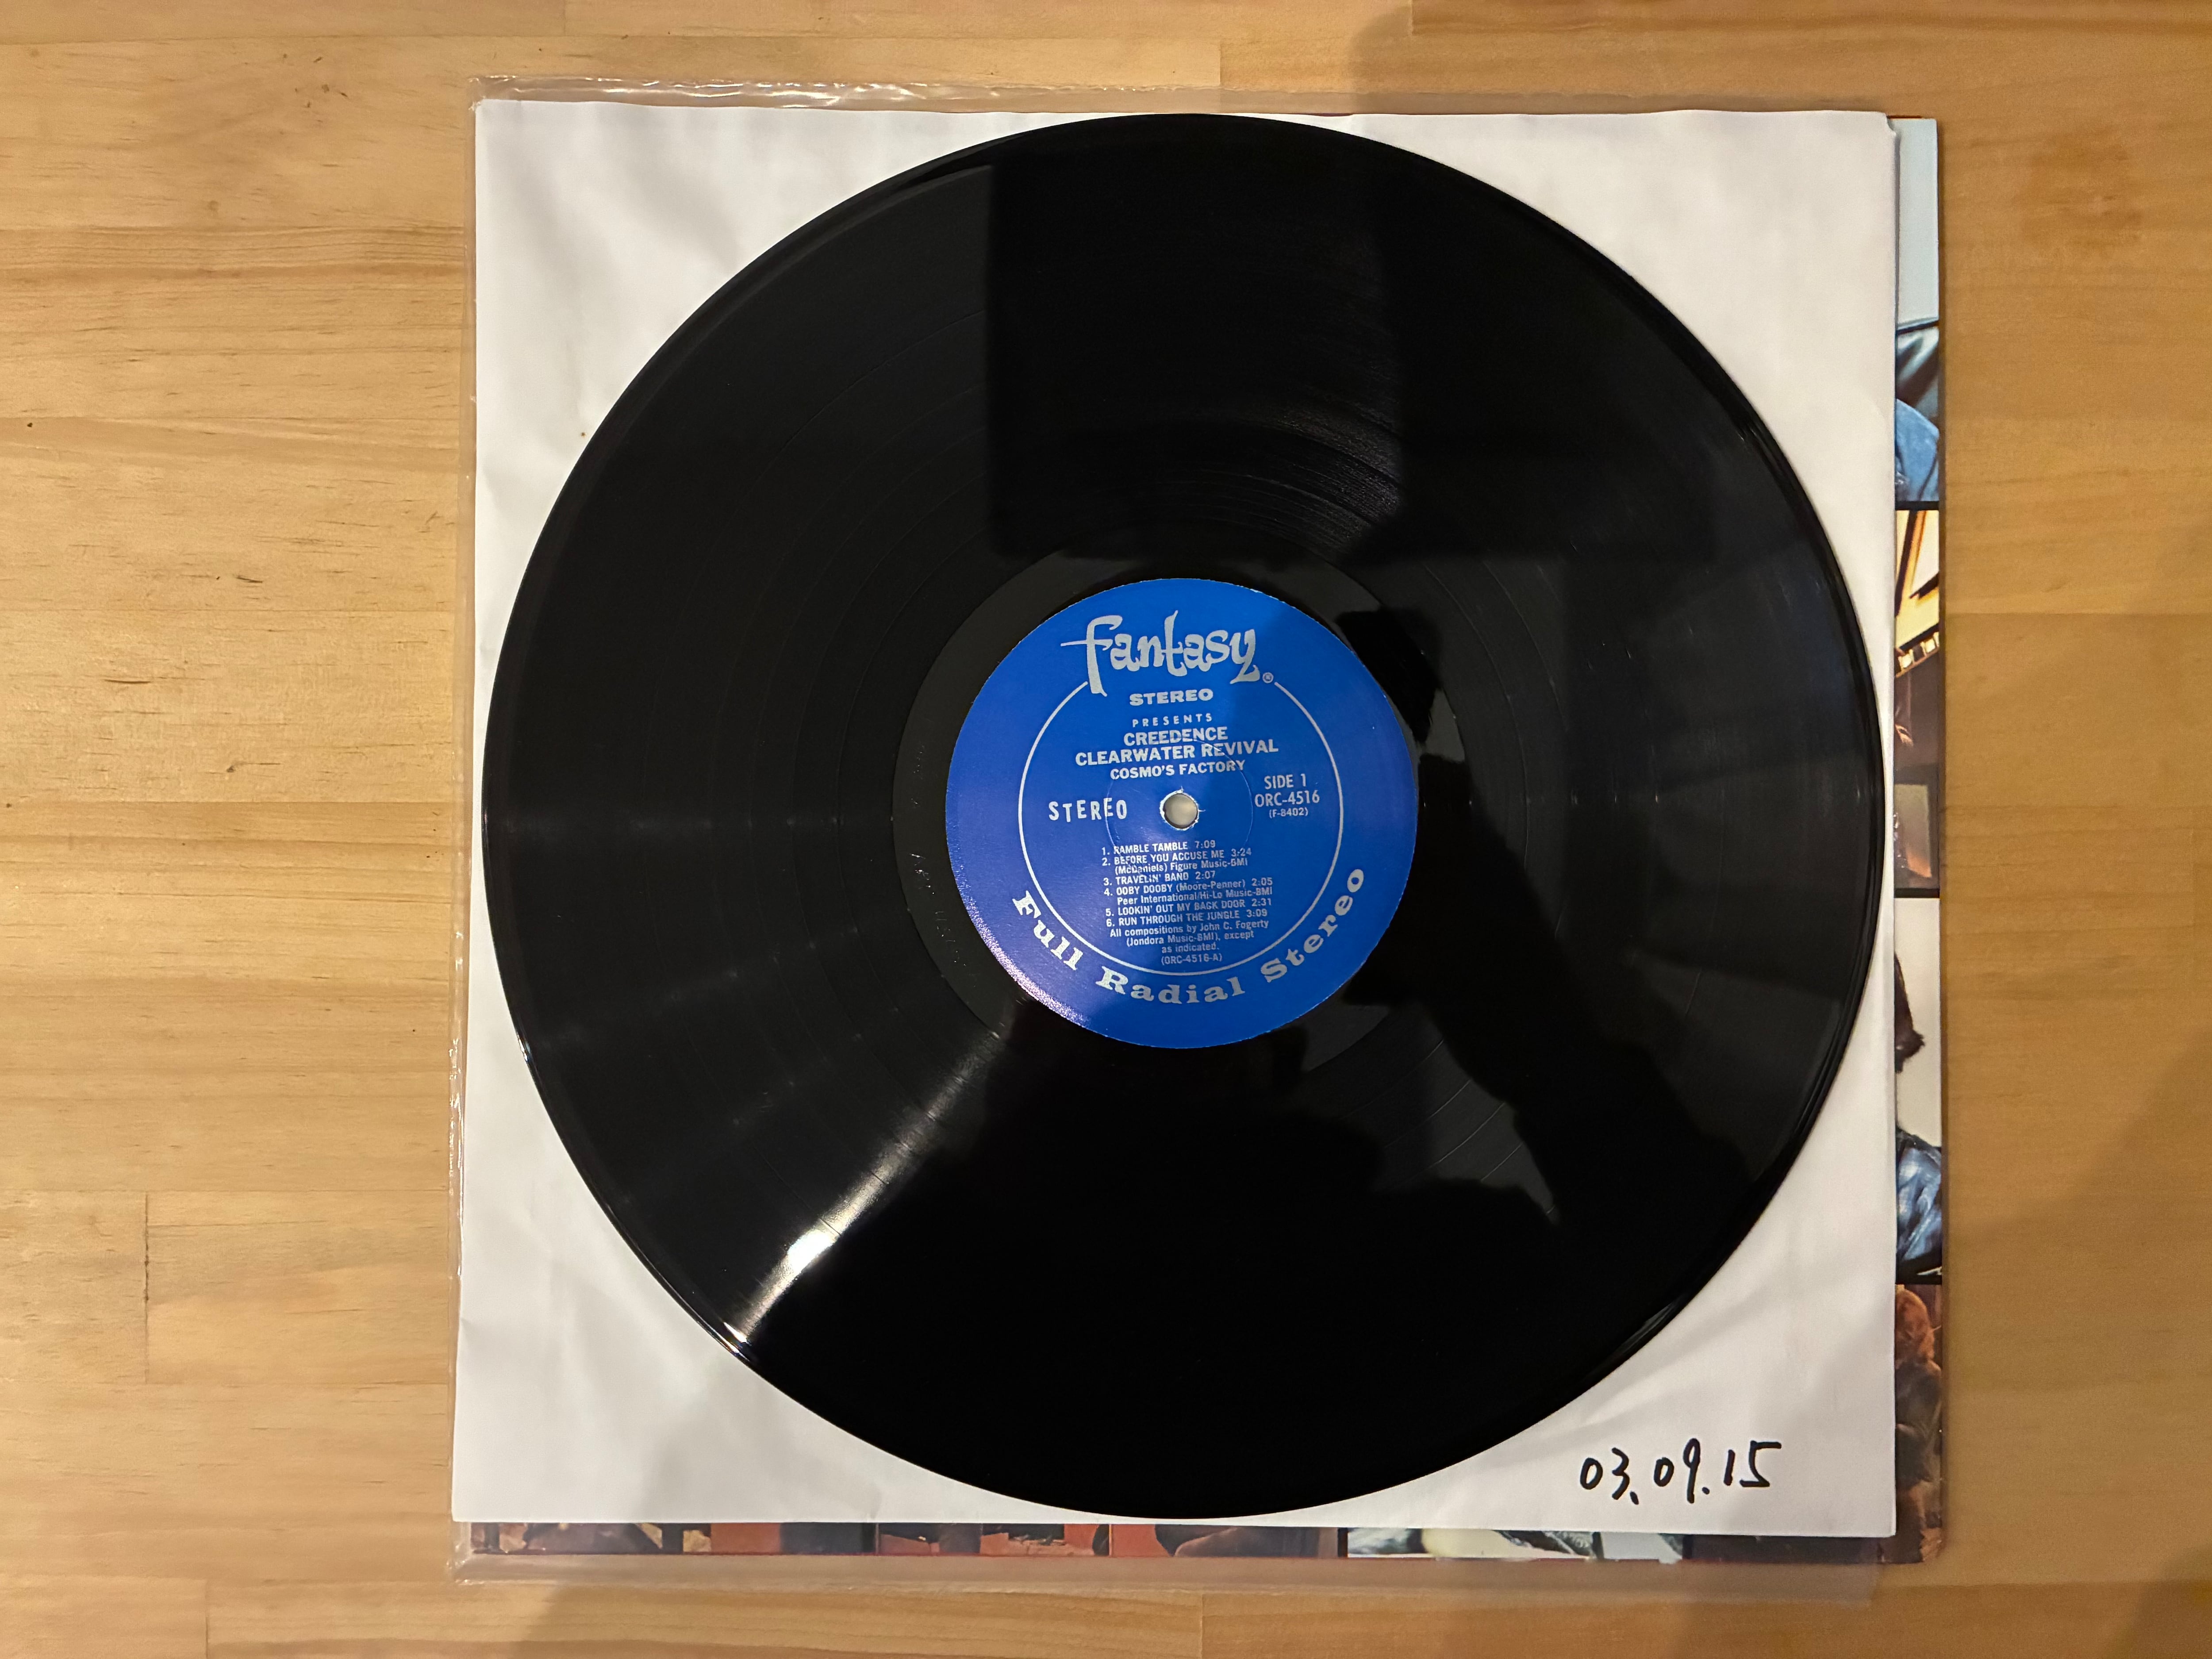 fantasy®
STEREO
PRESENTS
CREEDENCE
CLEARWATER REVIVAL
COSMO'S FACTORY
STEREO
SIDE 1
ORC-4516
(F-8402)
1. RAMBLE TAMBLE 7:09
2. BEFORE YOU ACCUSE ME 3:24
(McDaniels) Figure Music-BMI
3. TRAVELIN' BAND 2:07
4. OOBY DOOBY (Moore-Penner) 2:05
Peer International/Hi-Lo Music-BMI
5. LOOKIN' OUT MY BACK DOOR 2:31
6. RUN THROUGH THE JUNGLE 3:09
All compositions by John C. Fogerty
(Jondora Music-BMI), except
as indicated.
(ORC-4516-A)
Full Radial Stereo
03.09.15